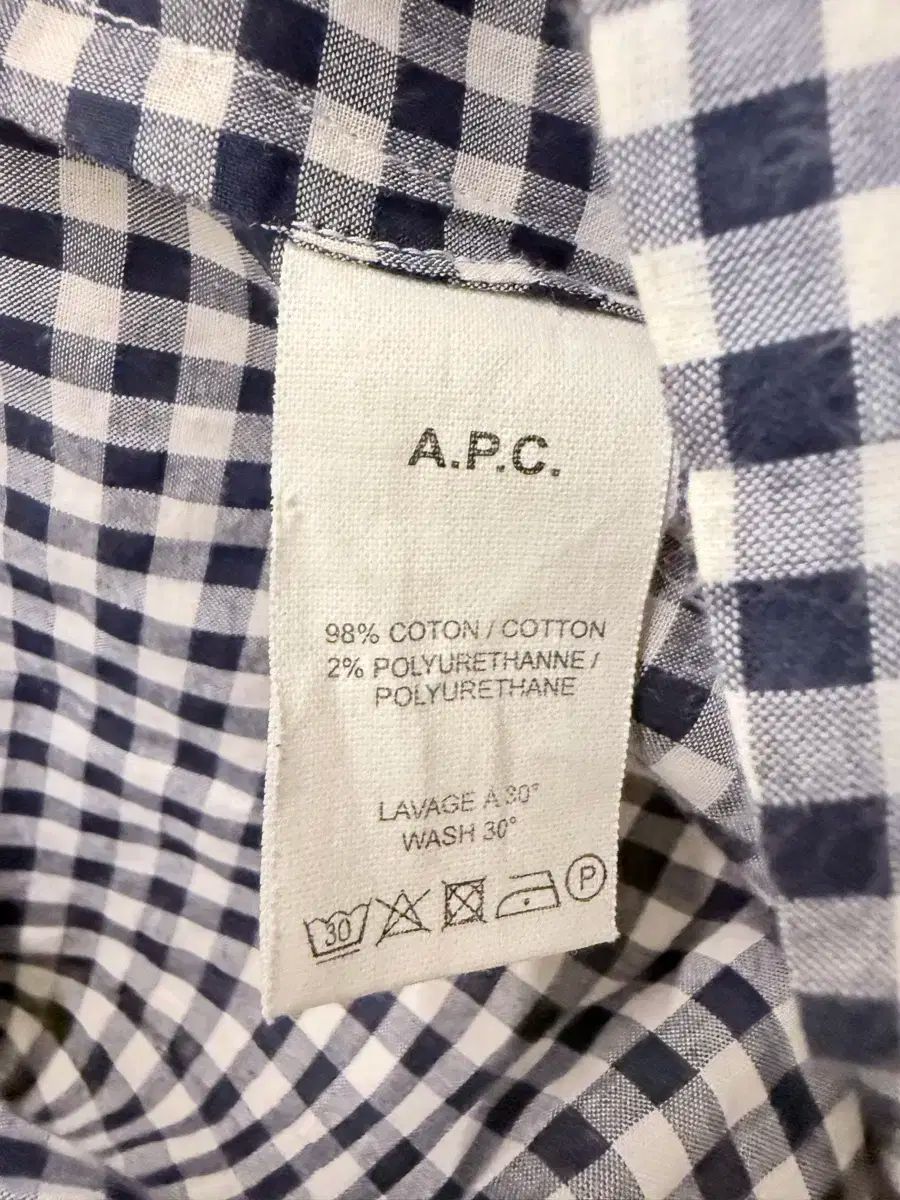 A.P.C.
98% COTON / COTTON
2% POLYURETHANNE /
POLYURETHANE
LAVAGE A 30°
WASH 30°
30 P